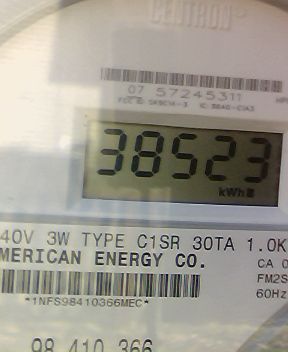 CENTRON®
07 57245311
38523
kWh
40V 3W TYPE C1SR 30TA 1.0K
MERICAN ENERGY CO.
CA 0
FM2S
*1NFS98410366MEC*
60Hz
98 410 366